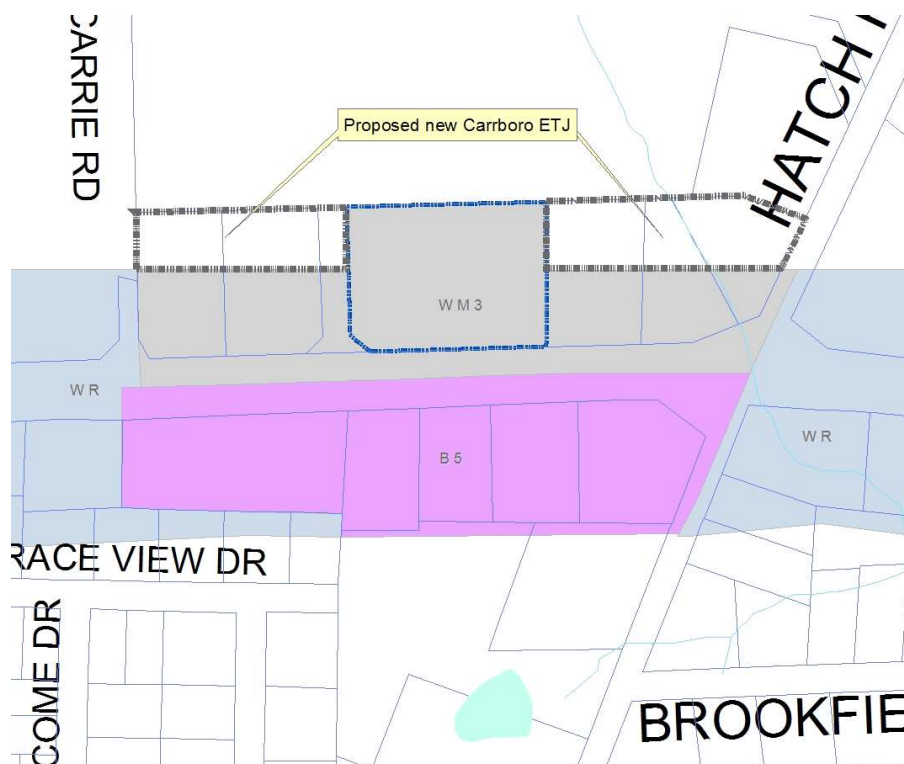 CARRIE RD
HATCH
Proposed new Carrboro ETJ
W M 3
W R
B 5
W R
RACE VIEW DR
COME DR
BROOKFIE